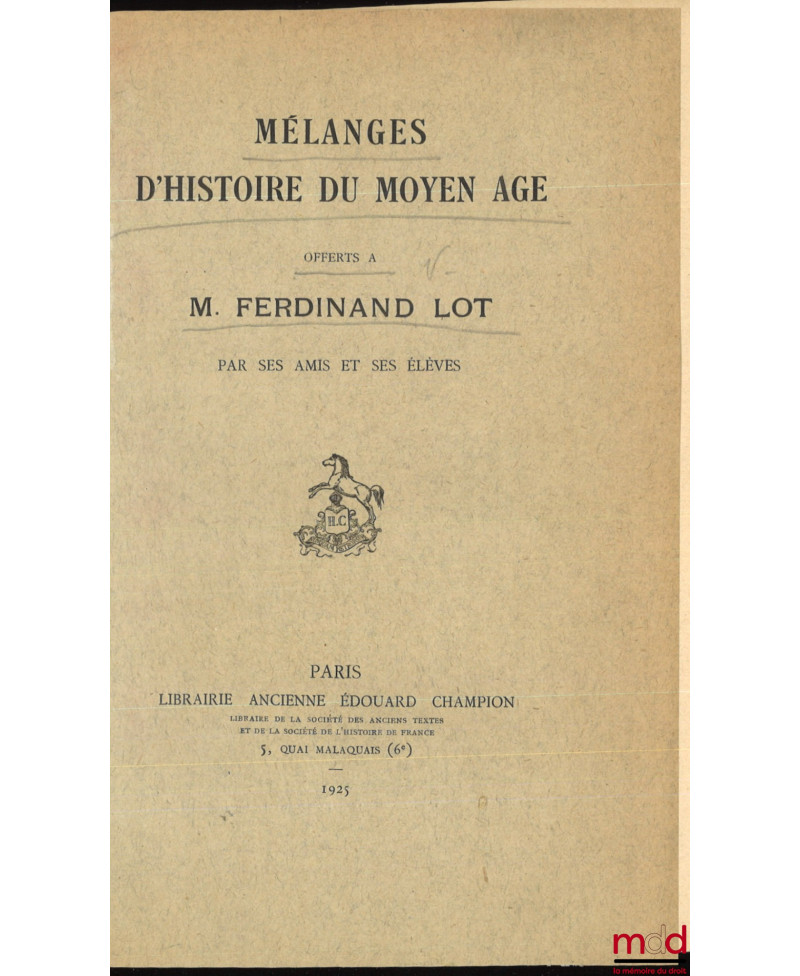 MÉLANGES
D'HISTOIRE DU MOYEN AGE
OFFERTS A
M. FERDINAND LOT
PAR SES AMIS ET SES ÉLÈVES
H.C
PARIS
LIBRAIRIE ANCIENNE ÉDOUARD CHAMPION
LIBRAIRE DE LA SOCIÉTÉ DES ANCIENS TEXTES
ET DE LA SOCIÉTÉ DE L'HISTOIRE DE FRANCE
5, QUAI MALAQUAIS (6e)
1925
mdd
la mémoire du droit